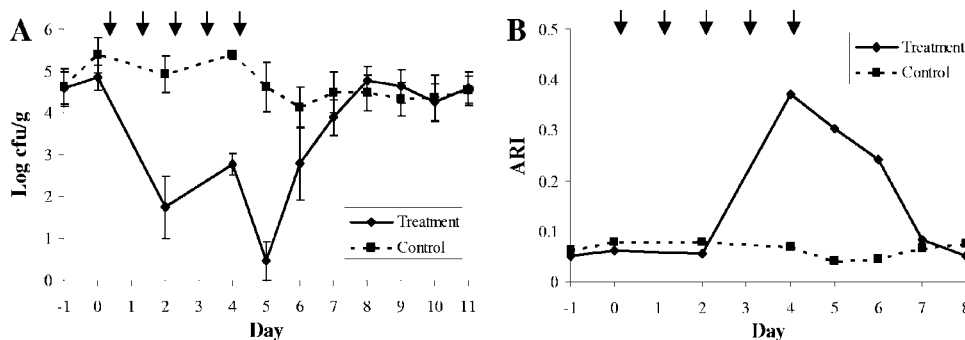 A
Log cfu/g
6
5
4
3
2
1
0
-1 0 1 2 3 4 5 6 7 8 9 10 11
Day
Treatment
Control
B
ARI
0.5
0.4
0.3
0.2
0.1
0
-1 0 1 2 3 4 5 6 7 8
Day
Treatment
Control